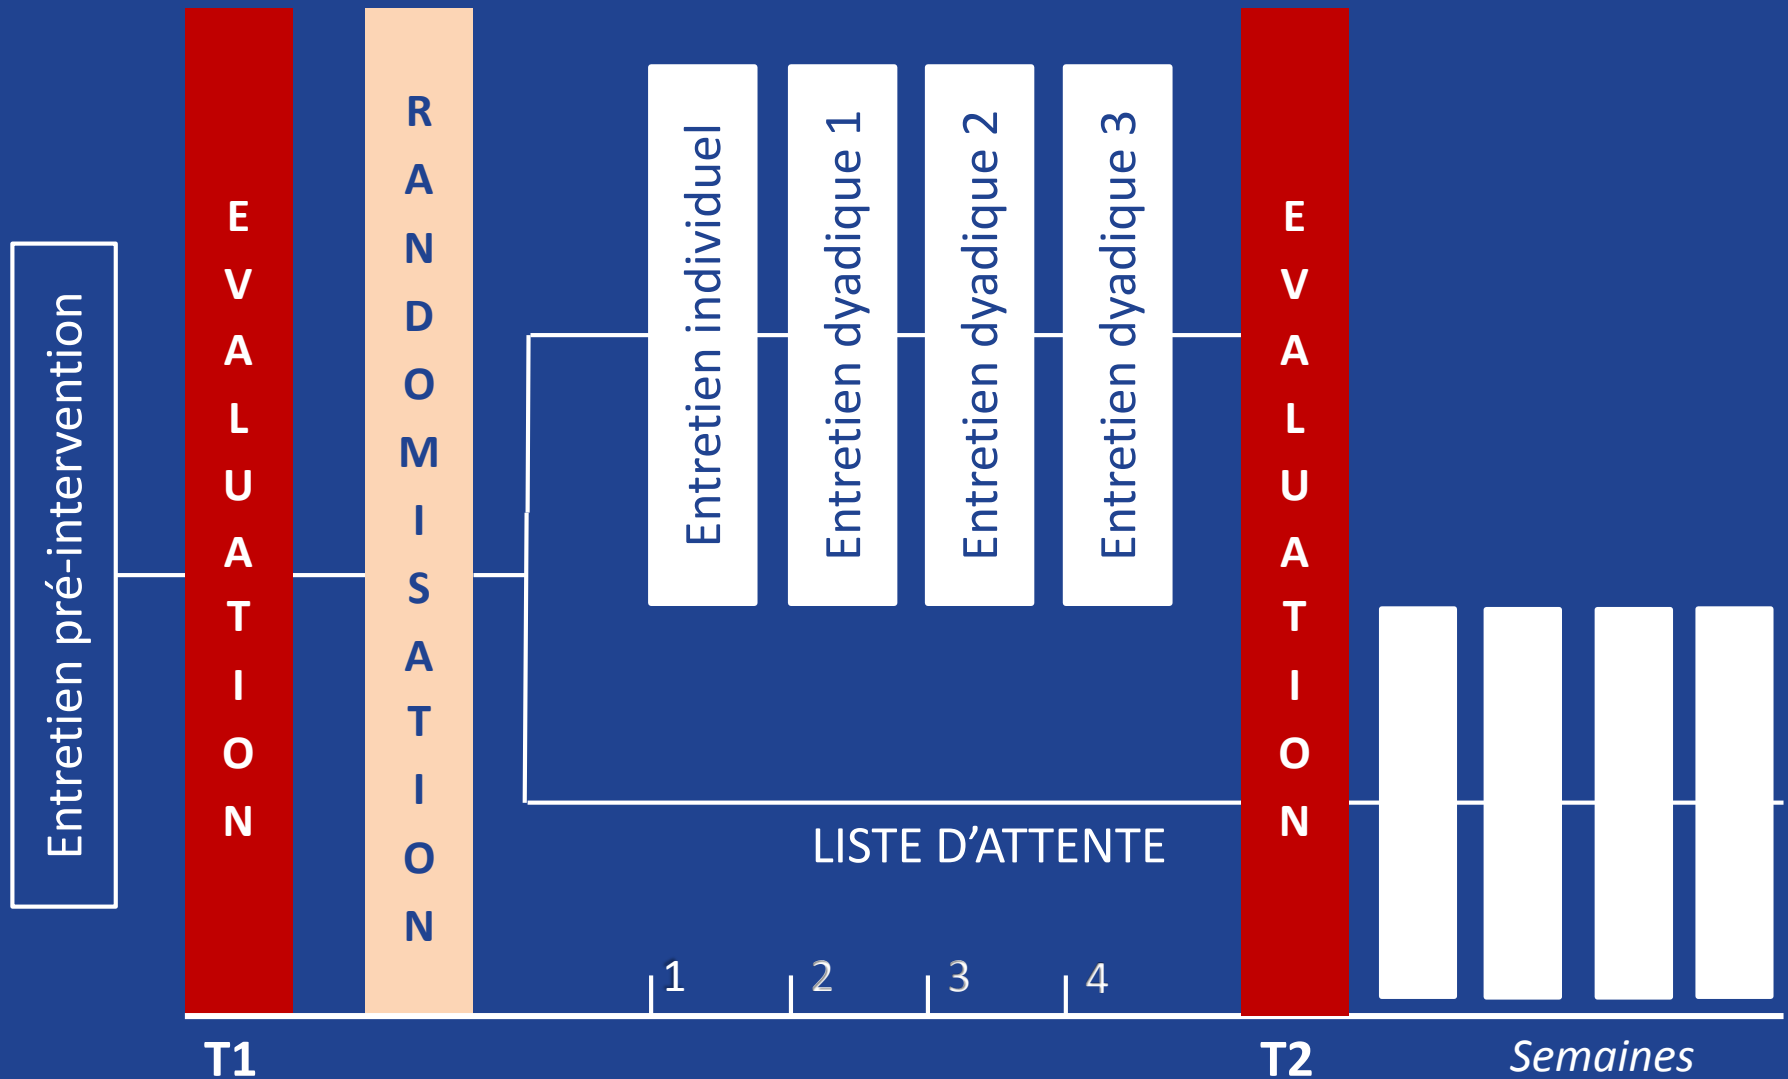 Entretien pré-intervention
EVALUATION
RANDOMISATION
Entretien individuel
Entretien dyadique 1
Entretien dyadique 2
Entretien dyadique 3
EVALUATION
LISTE D’ATTENTE
1 2 3 4
T1 T2 Semaines